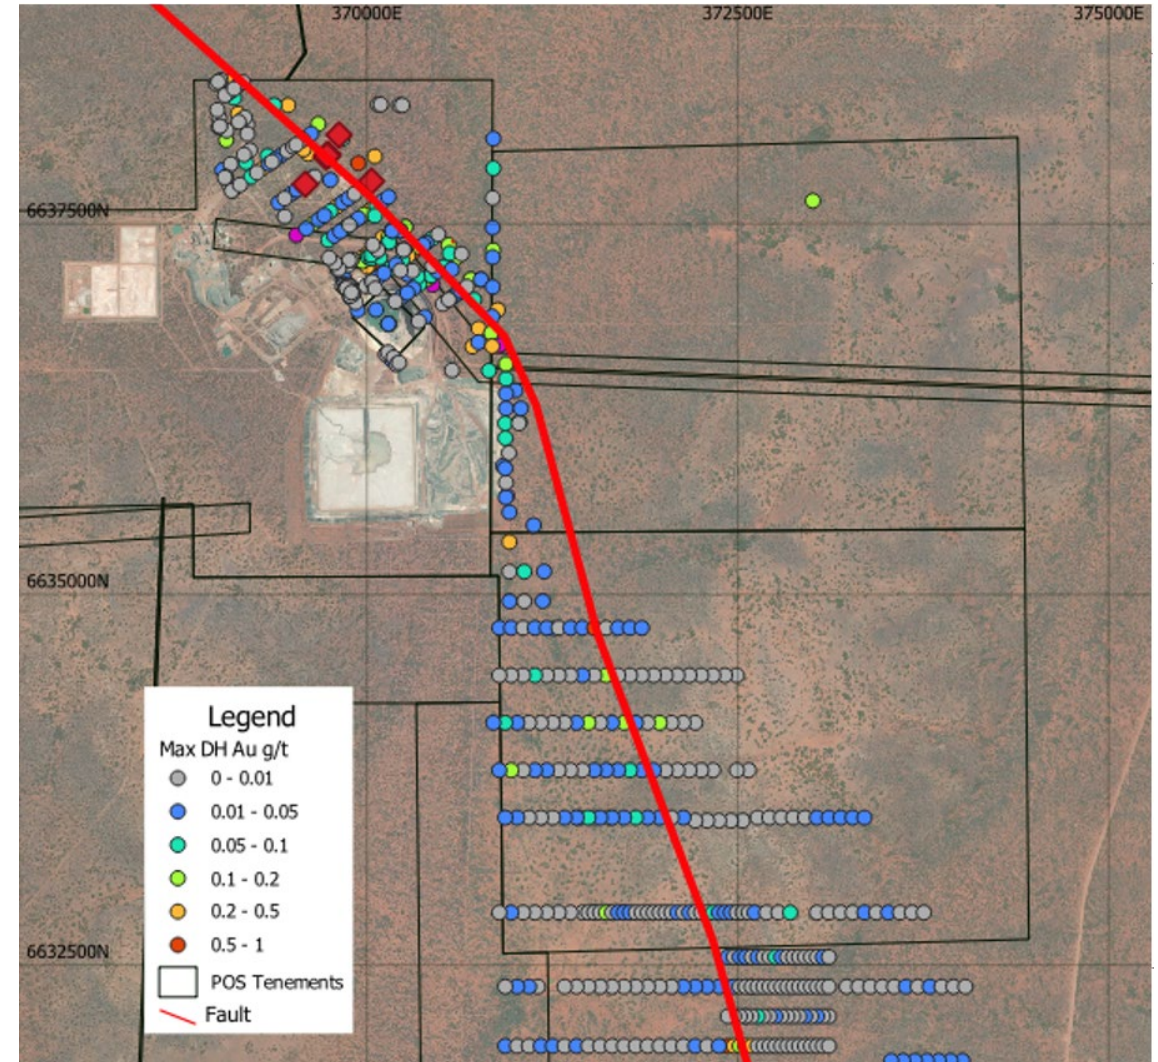 370000E 372500E 375000E
6637500N
6635000N
Legend
Max DH Au g/t
0 - 0.01
0.01 - 0.05
0.05 - 0.1
0.1 - 0.2
0.2 - 0.5
0.5 - 1
POS Tenements
Fault
6632500N